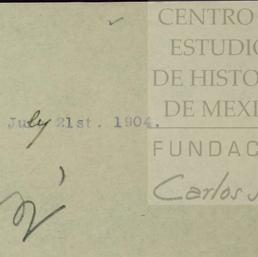 CENTRO
ESTUDIO
DE HISTO
DE MEXI
July 21st. 1904.
FUNDAC
Carlos